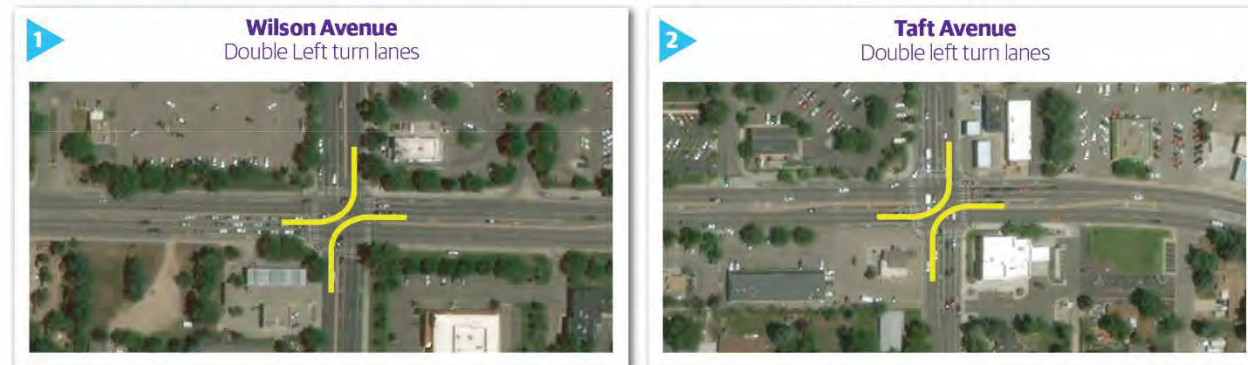 1
Wilson Avenue
Double Left turn lanes
2
Taft Avenue
Double left turn lanes